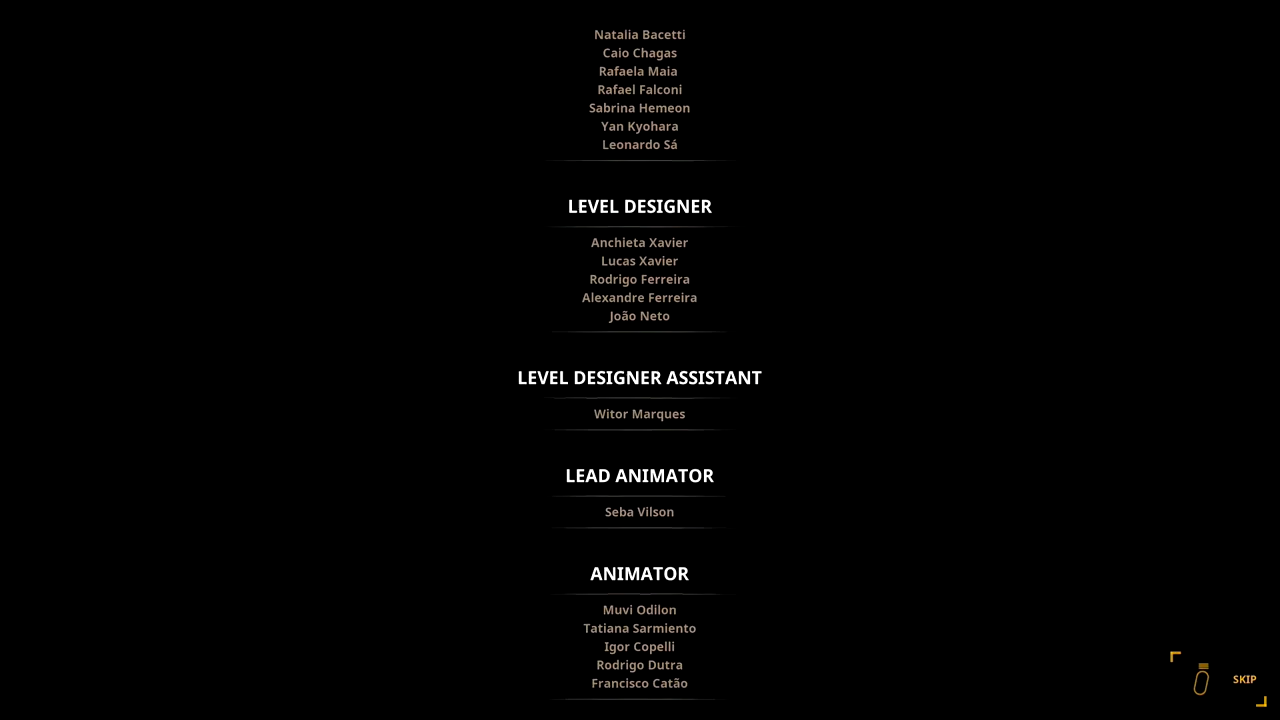 Natalia Bacetti
Caio Chagas
Rafaela Maia
Rafael Falconi
Sabrina Hemeon
Yan Kyohara
Leonardo Sá
LEVEL DESIGNER
Anchieta Xavier
Lucas Xavier
Rodrigo Ferreira
Alexandre Ferreira
João Neto
LEVEL DESIGNER ASSISTANT
Witor Marques
LEAD ANIMATOR
Seba Vilson
ANIMATOR
Muvi Odilon
Tatiana Sarmiento
Igor Copelli
Rodrigo Dutra
Francisco Catão
SKIP